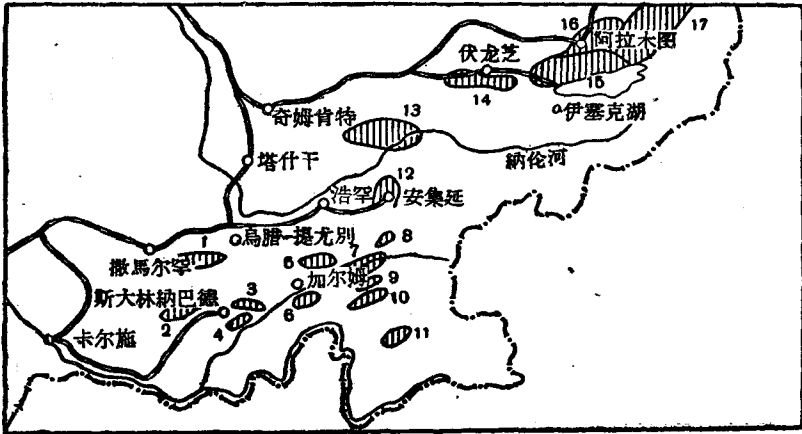 16
17
阿拉木图
伏龙芝
15
14
伊塞克湖
奇姆肯特
13
納伦河
塔什干
12
浩罕
安集延
烏腊-提尤別
8
1
5
7
撒馬尔罕
加尔姆
9
斯大林納巴德
3
10
2
4
6
卡尔施
11